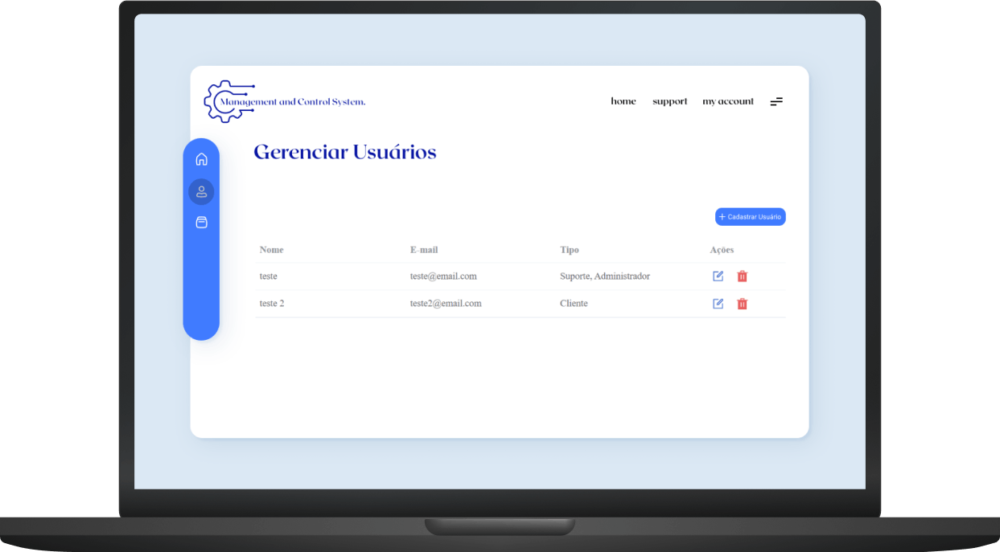 Management and Control System.
home support my account
Gerenciar Usuários
+ Cadastrar Usuário
Nome E-mail Tipo Ações
teste teste@email.com Suporte, Administrador
teste 2 teste2@email.com Cliente